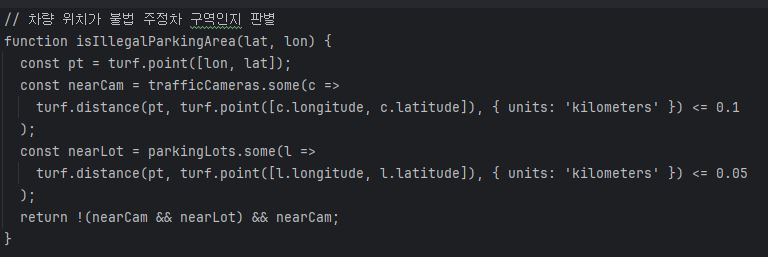 // 차량 위치가 불법 주정차 구역인지 판별
function isIllegalParkingArea(lat, lon) {
  const pt = turf.point([lon, lat]);
  const nearCam = trafficCameras.some(c =>
    turf.distance(pt, turf.point([c.longitude, c.latitude]), { units: 'kilometers' }) <= 0.1
  );
  const nearLot = parkingLots.some(l =>
    turf.distance(pt, turf.point([l.longitude, l.latitude]), { units: 'kilometers' }) <= 0.05
  );
  return !(nearCam && nearLot) && nearCam;
}